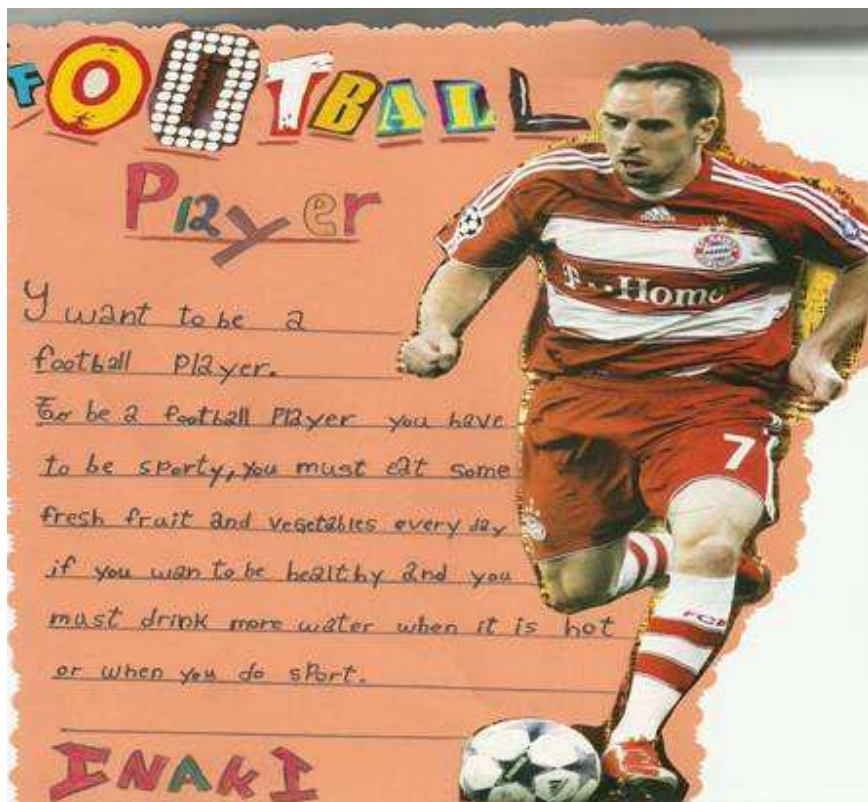 FOOTBALL
Player
Y want to be a
football Player.
To be a football Player you have
to be sporty, you must eat some
fresh fruit and vegetables every day
if you wan to be healthy and you
must drink more water when it is hot
or when you do sport.
INAKI
T··Home
7
FCB